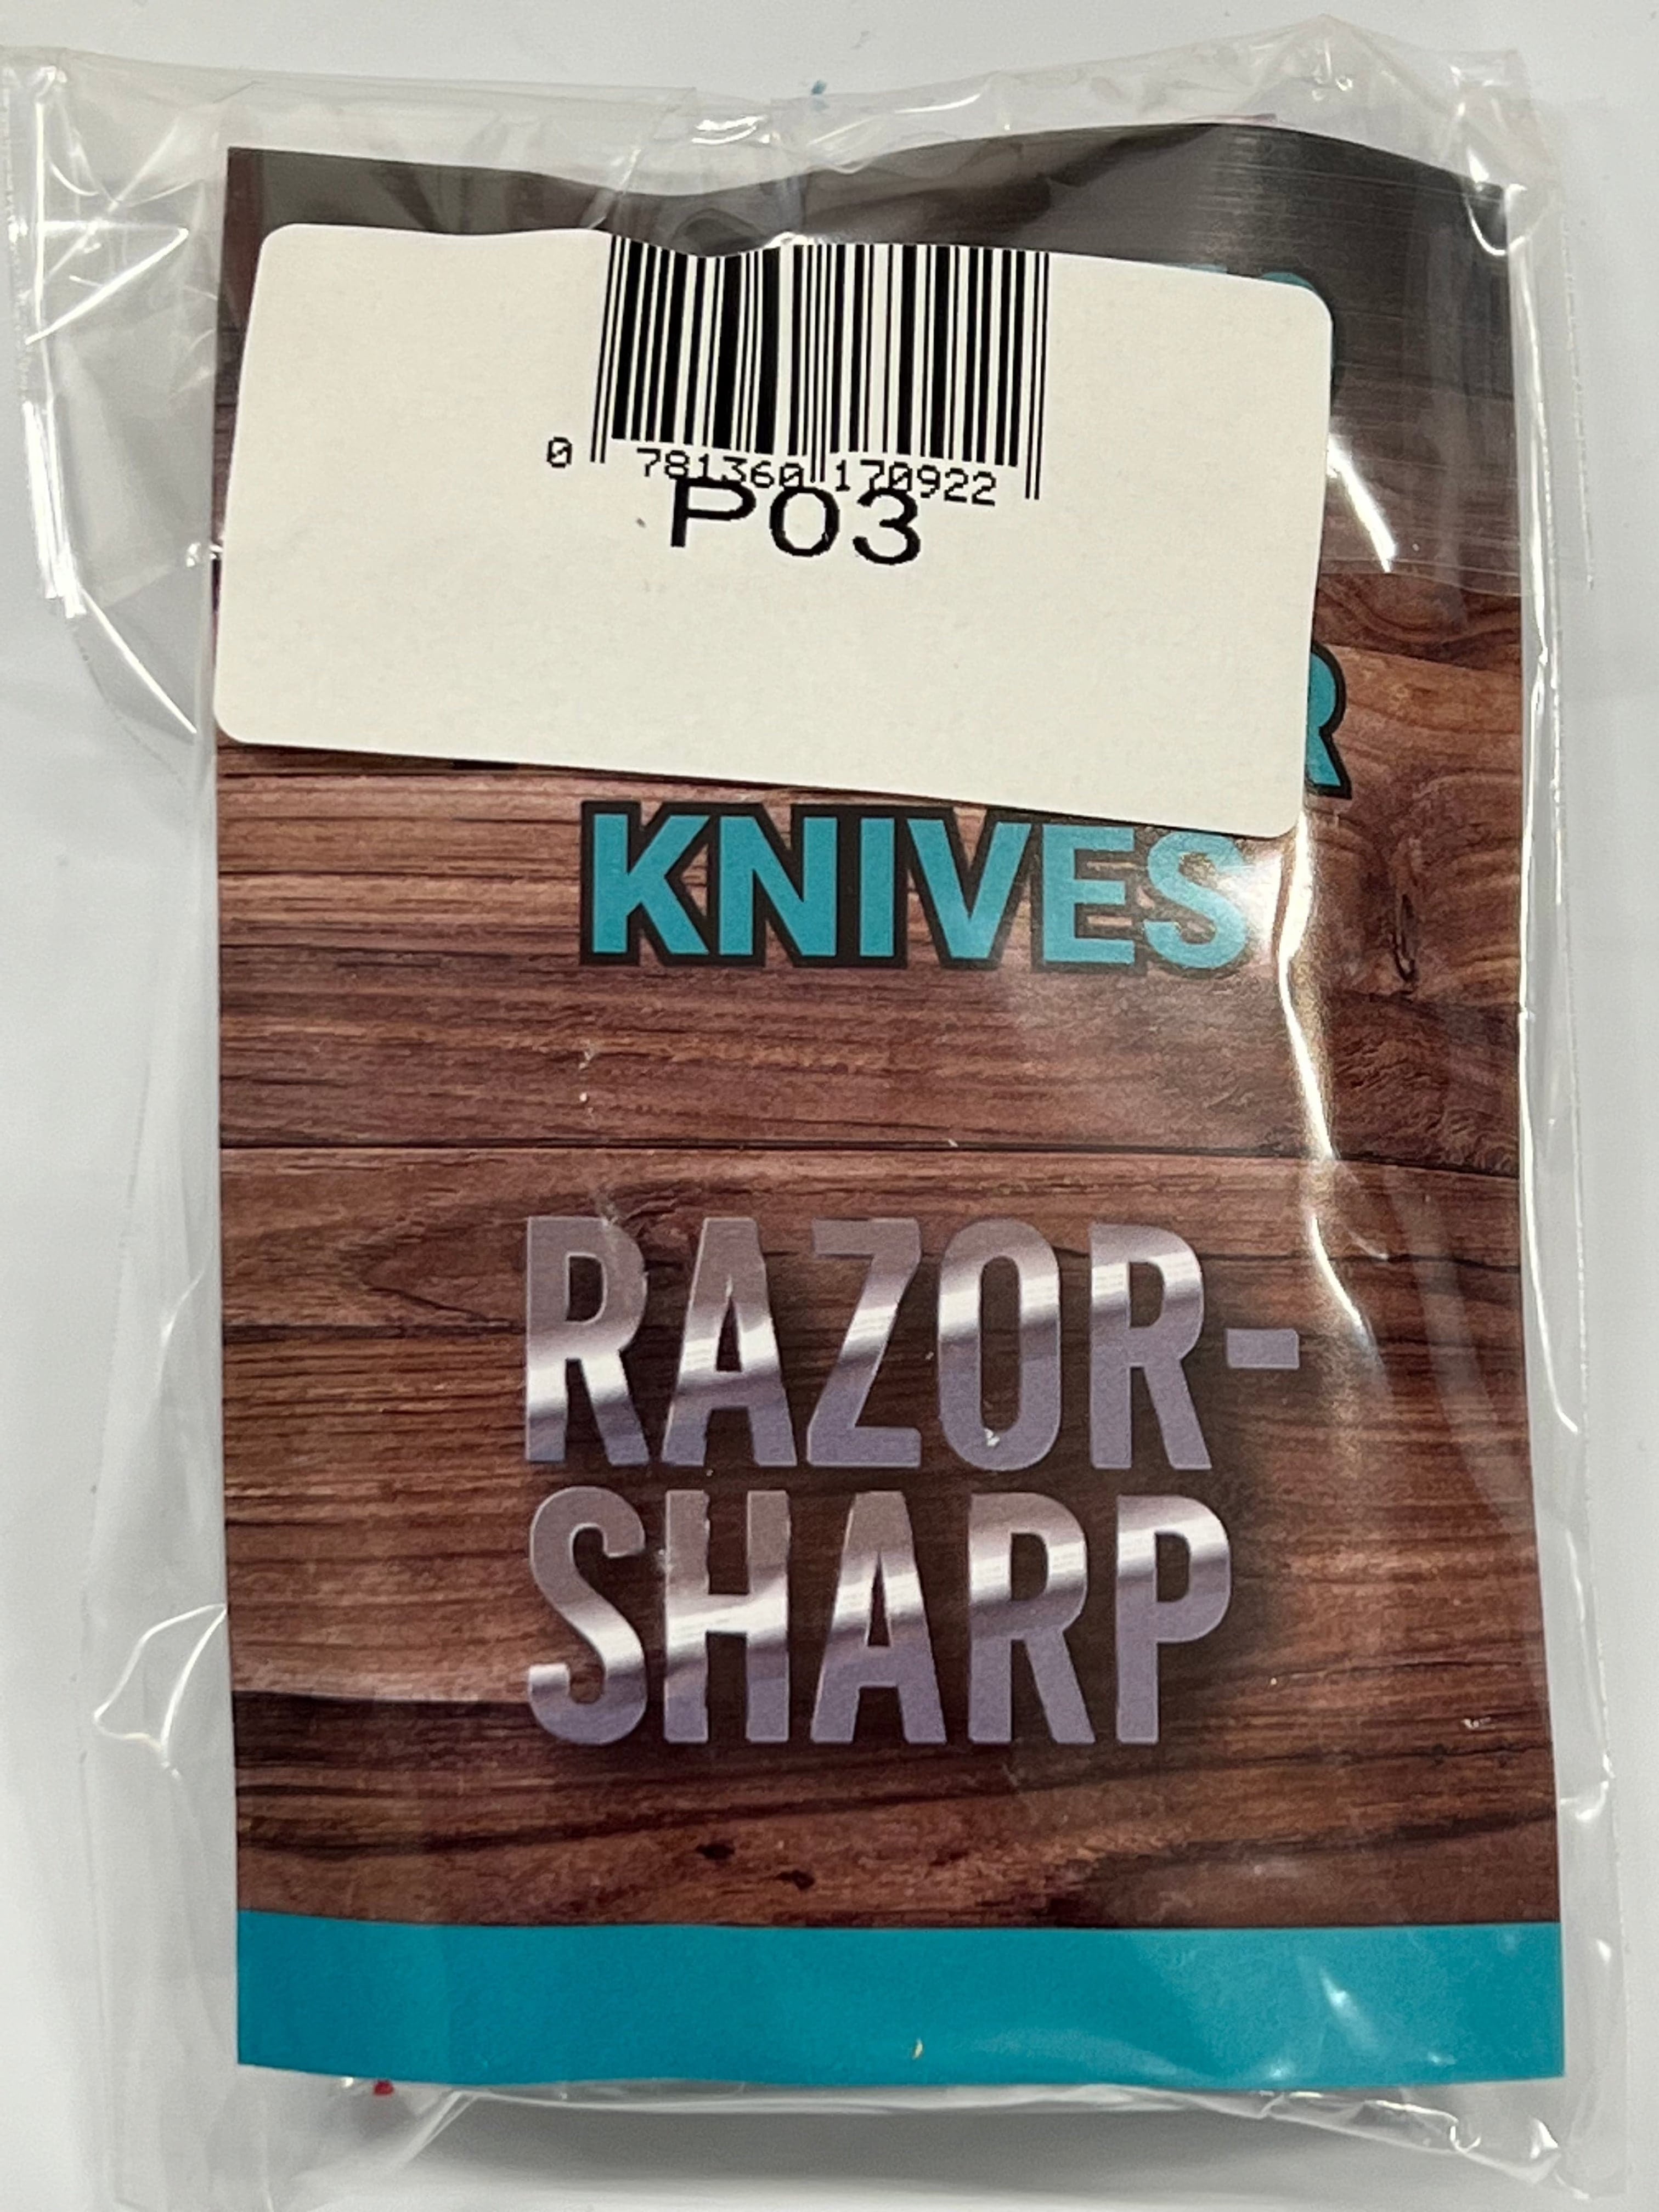 0 781360 170922
P03
KNIVES
RAZOR-
SHARP